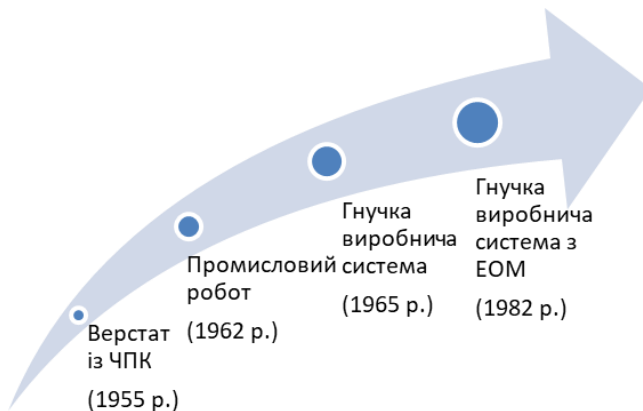 Верстат
із ЧПК
(1955 р.)
Промисловий
робот
(1962 р.)
Гнучка
виробнича
система
(1965 р.)
Гнучка
виробнича
система з
ЕОМ
(1982 р.)